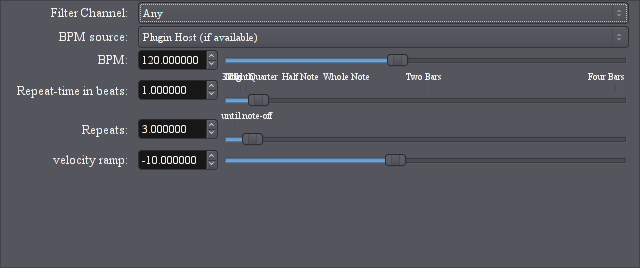 Filter Channel: Any
BPM source: Plugin Host (if available)
BPM: 120.000000
Quarter Half Note Whole Note Two Bars Four Bars
Repeat-time in beats: 1.000000
until note-off
Repeats: 3.000000
velocity ramp: -10.000000